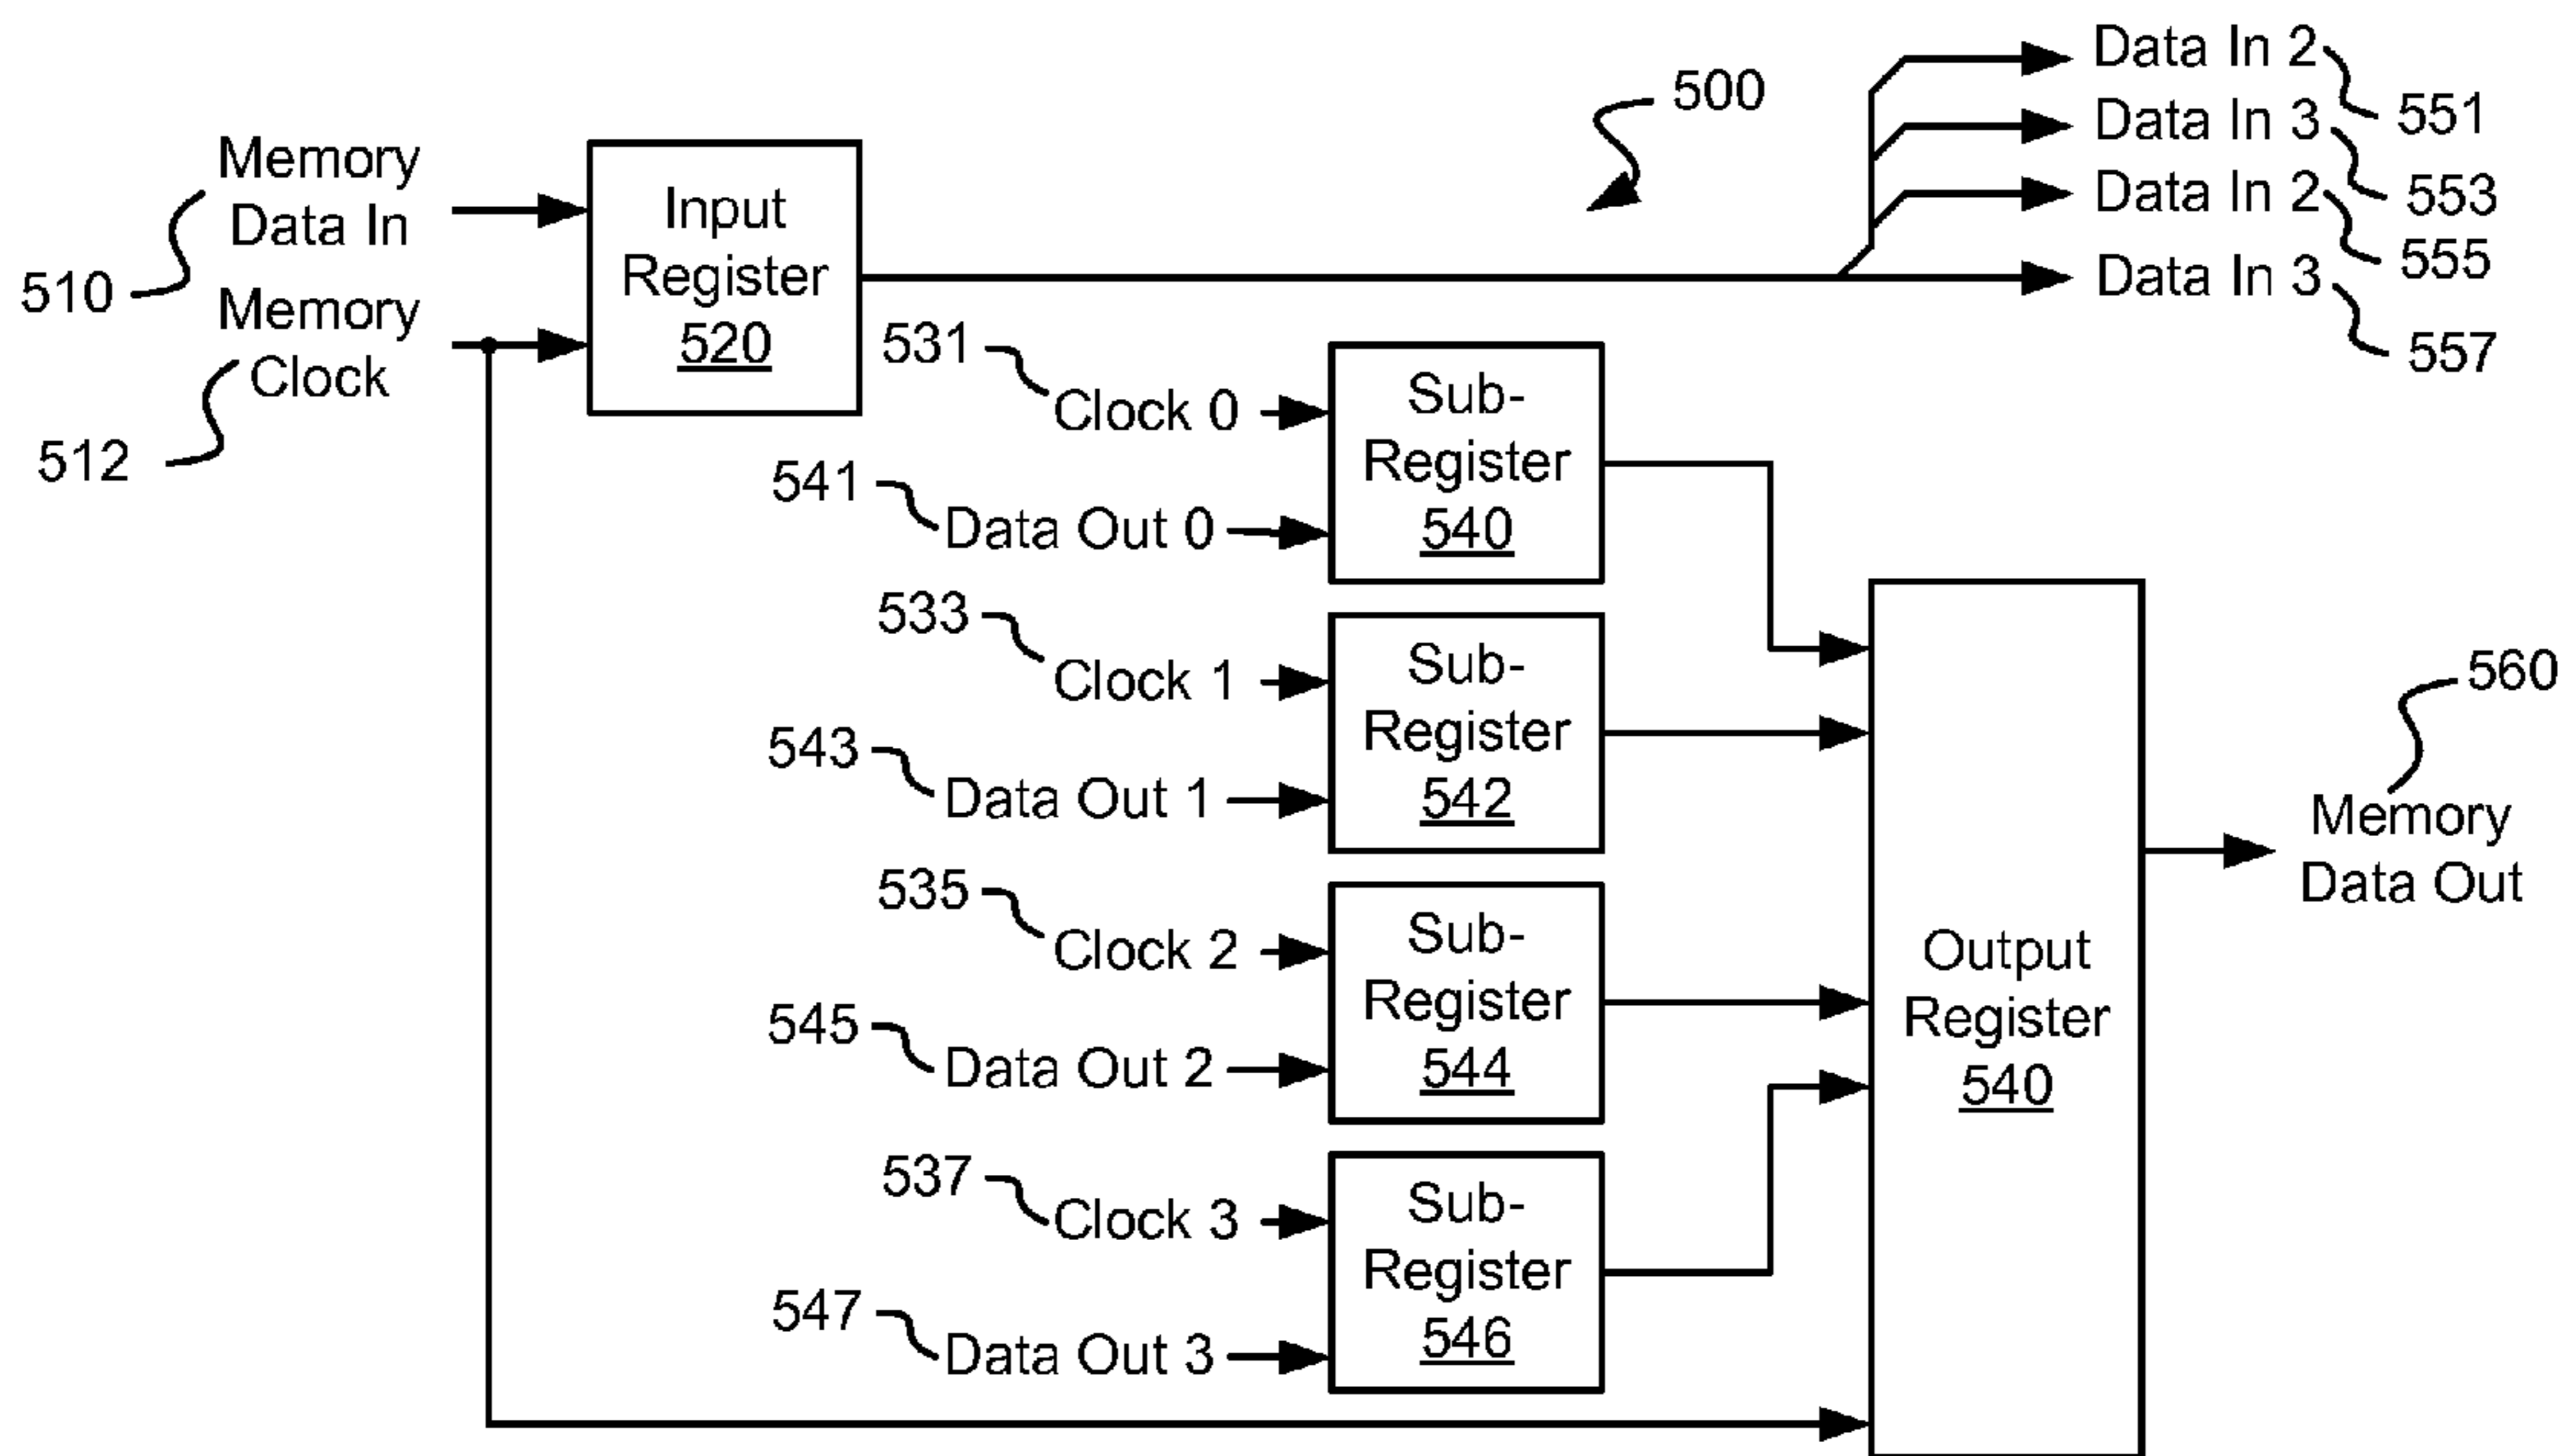 Data In 2
551
500
Data In 3
553
Memory
Data In
510
Input
Register
520
Data In 2
555
Data In 3
557
Memory
Clock
512
531
Clock 0
541
Data Out 0
Sub-
Register
540
533
Clock 1
543
Data Out 1
Sub-
Register
542
535
Clock 2
545
Data Out 2
Sub-
Register
544
537
Clock 3
547
Data Out 3
Sub-
Register
546
Output
Register
540
560
Memory
Data Out